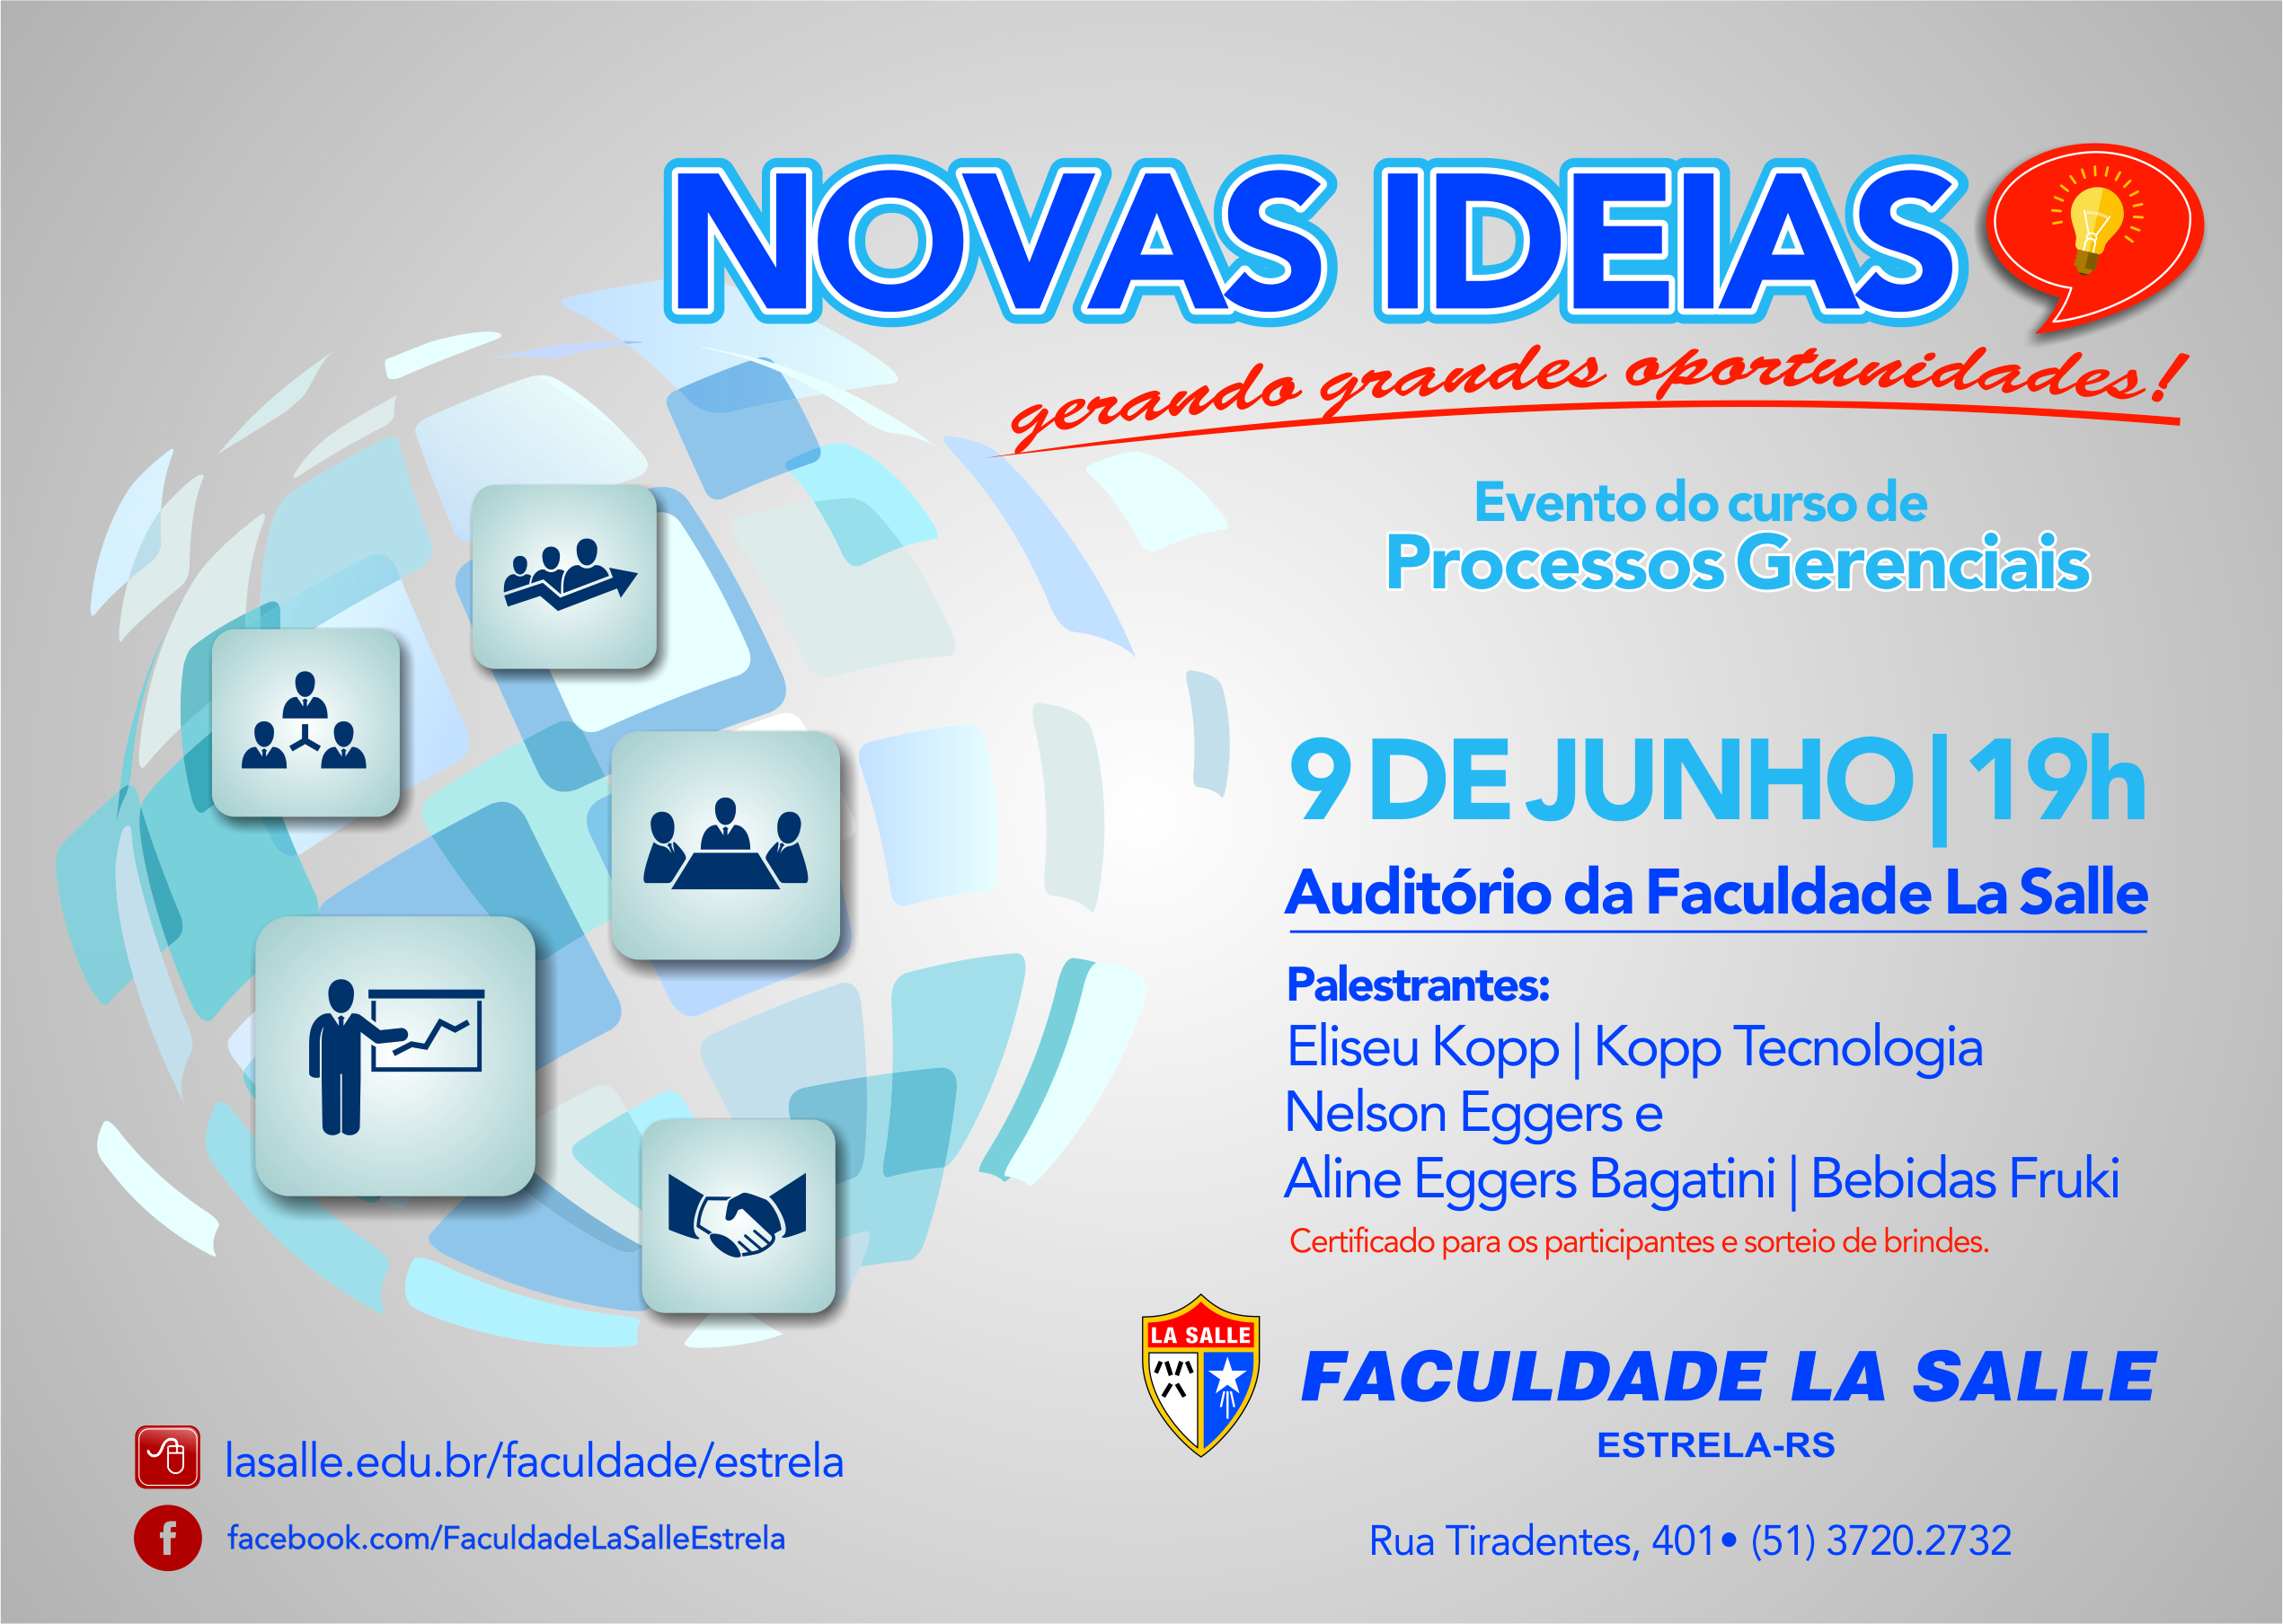 NOVAS IDEIAS
gerando grandes oportunidades!
Evento do curso de
Processos Gerenciais
9 DE JUNHO | 19h
Auditório da Faculdade La Salle
Palestrantes:
Eliseu Kopp | Kopp Tecnologia
Nelson Eggers e
Aline Eggers Bagatini | Bebidas Fruki
Certificado para os participantes e sorteio de brindes.
LA SALLE
FACULDADE LA SALLE
ESTRELA-RS
lasalle.edu.br/faculdade/estrela
facebook.com/FaculdadeLaSalleEstrela
Rua Tiradentes, 401• (51) 3720.2732